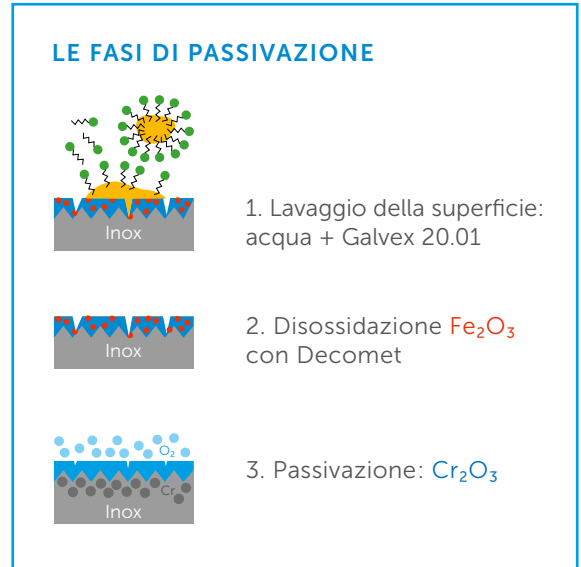 LE FASI DI PASSIVAZIONE
Inox
1. Lavaggio della superficie:
acqua + Galvex 20.01
Inox
2. Disossidazione Fe₂O₃
con Decomet
O₂
Cr
Inox
3. Passivazione: Cr₂O₃